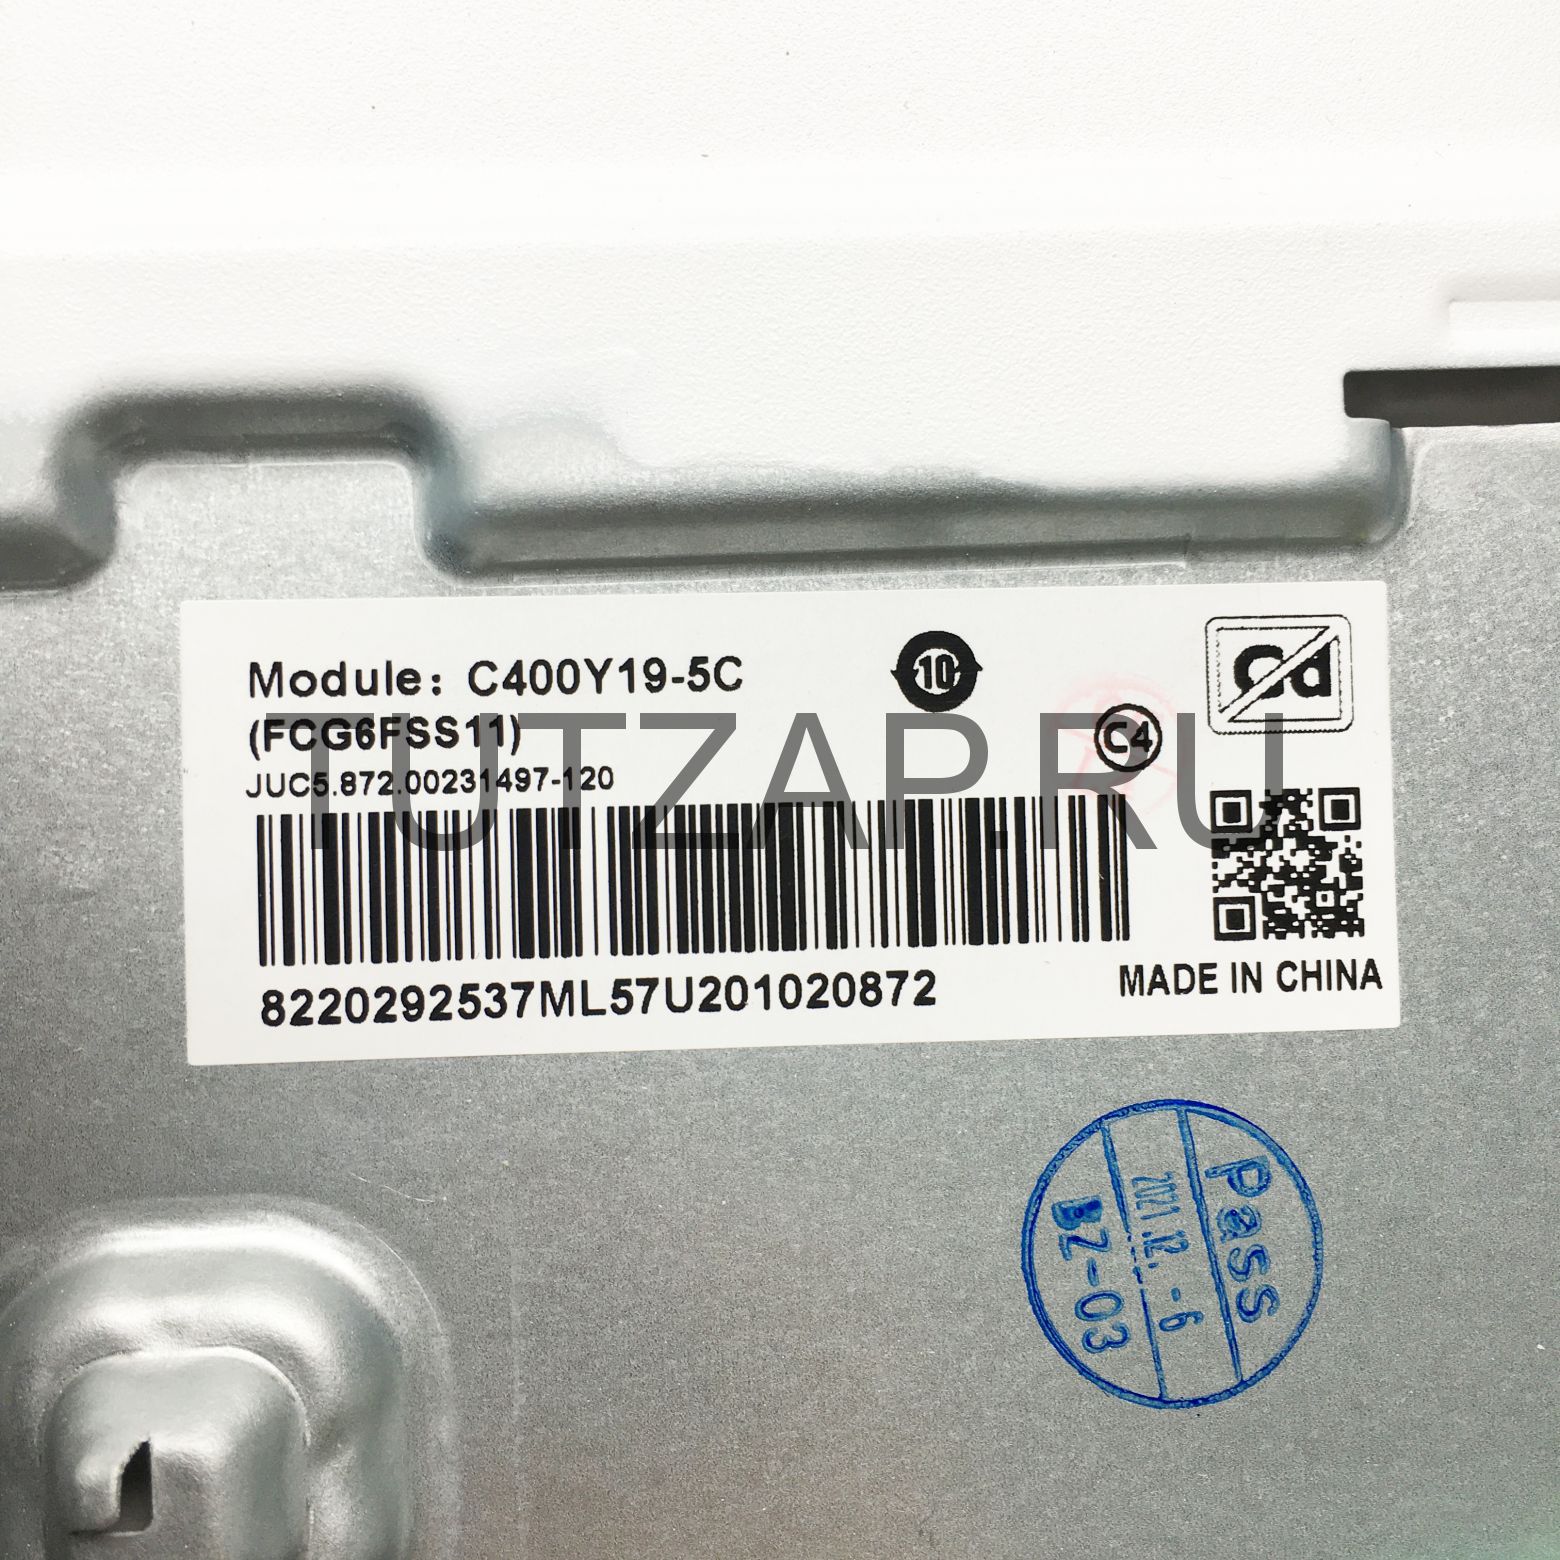 Module: C400Y19-5C
10
Pb
(FCG6FSS11)
C4
JUC5.872.00231497-120
TUTZAP.RU
8220292537ML57U201020872
MADE IN CHINA
Pass
2021.12.-6
BZ-03